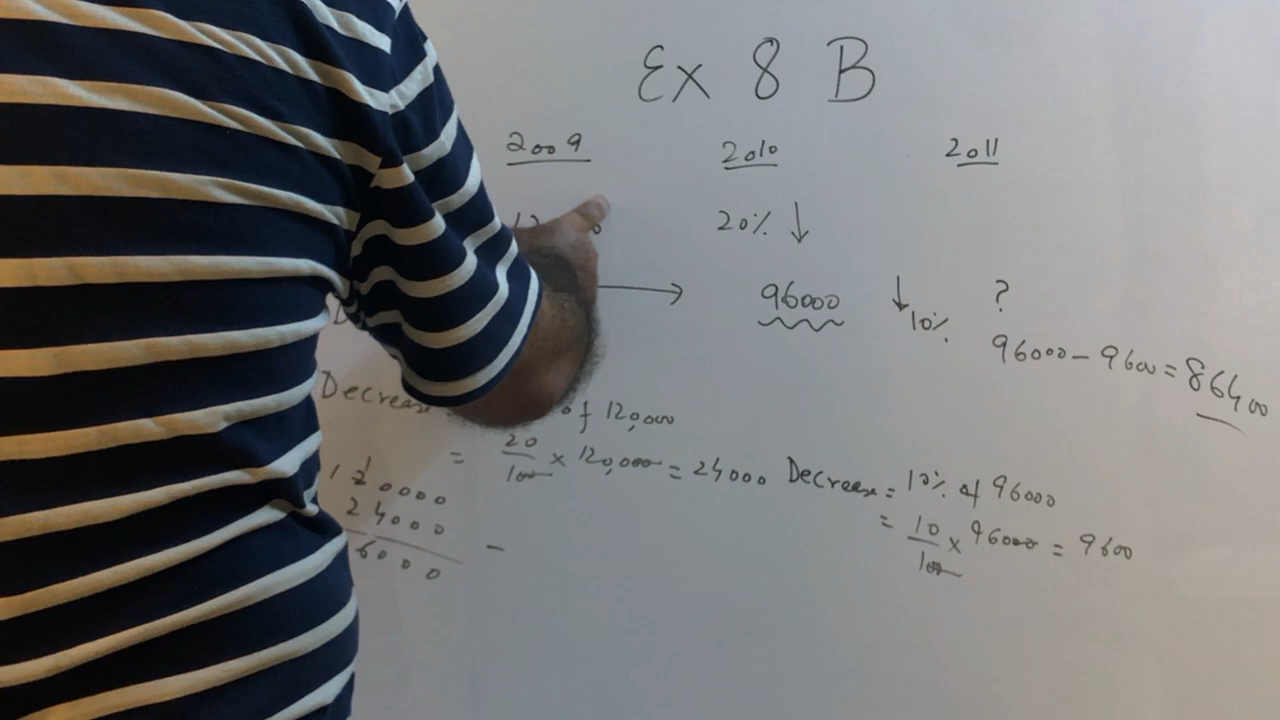 Ex 8 B
2009 2010 2011
20% ↓
→ 96000 ↓ 10% ?
96000 - 9600 = 86400
Decrease of 120,000
= 20/100 × 120,000 = 24000
120000
24000 -
6000
Decrease = 10% of 96000
= 10/100 × 96000 = 9600